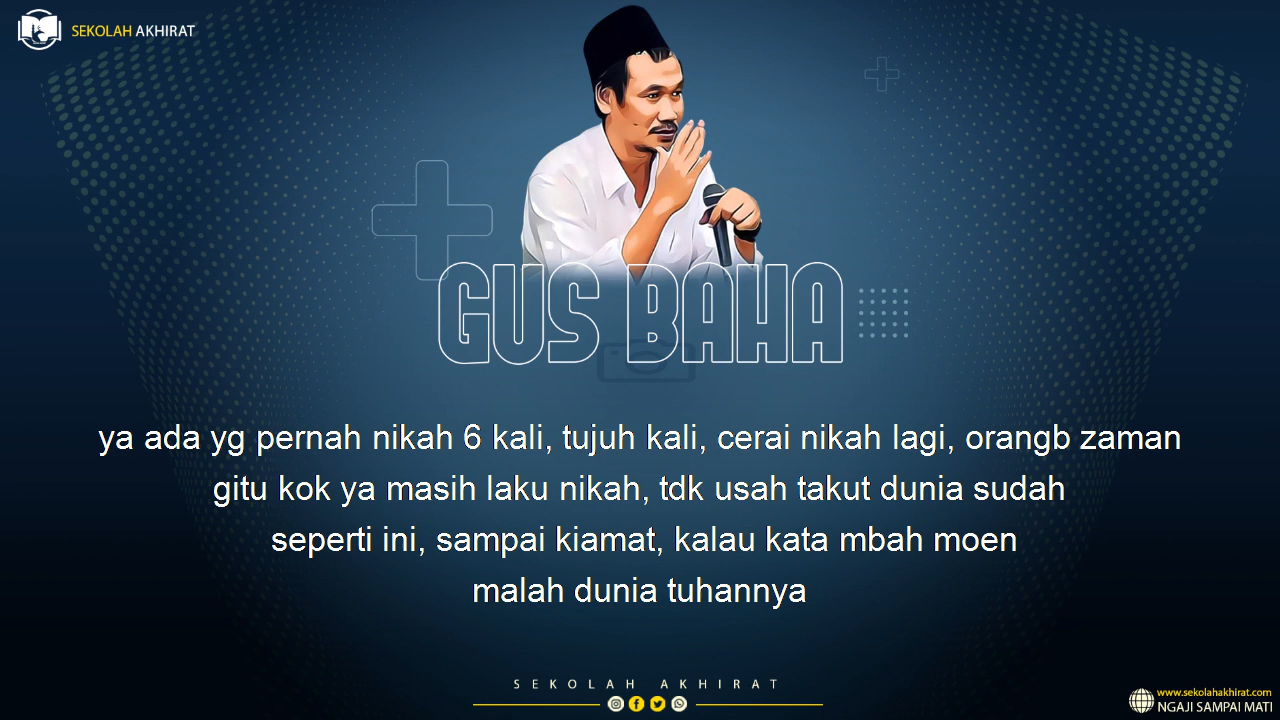 SEKOLAH AKHIRAT
GUS BAHA
ya ada yg pernah nikah 6 kali, tujuh kali, cerai nikah lagi, orangb zaman
gitu kok ya masih laku nikah, tdk usah takut dunia sudah
seperti ini, sampai kiamat, kalau kata mbah moen
malah dunia tuhannya
SEKOLAH AKHIRAT
www.sekolahakhirat.com
NGAJI SAMPAI MATI